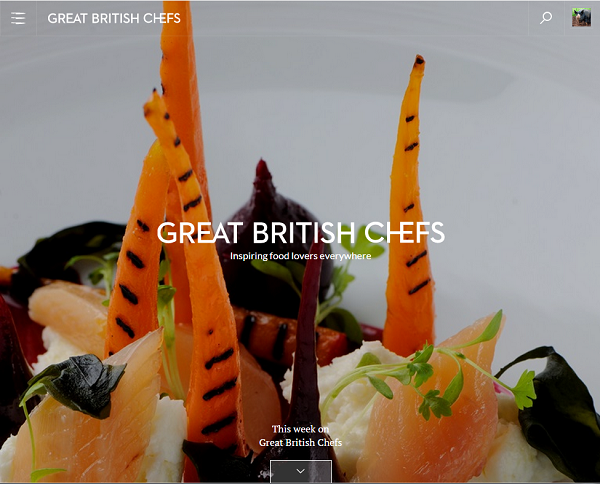 GREAT BRITISH CHEFS
GREAT BRITISH CHEFS
Inspiring food lovers everywhere
This week on
Great British Chefs